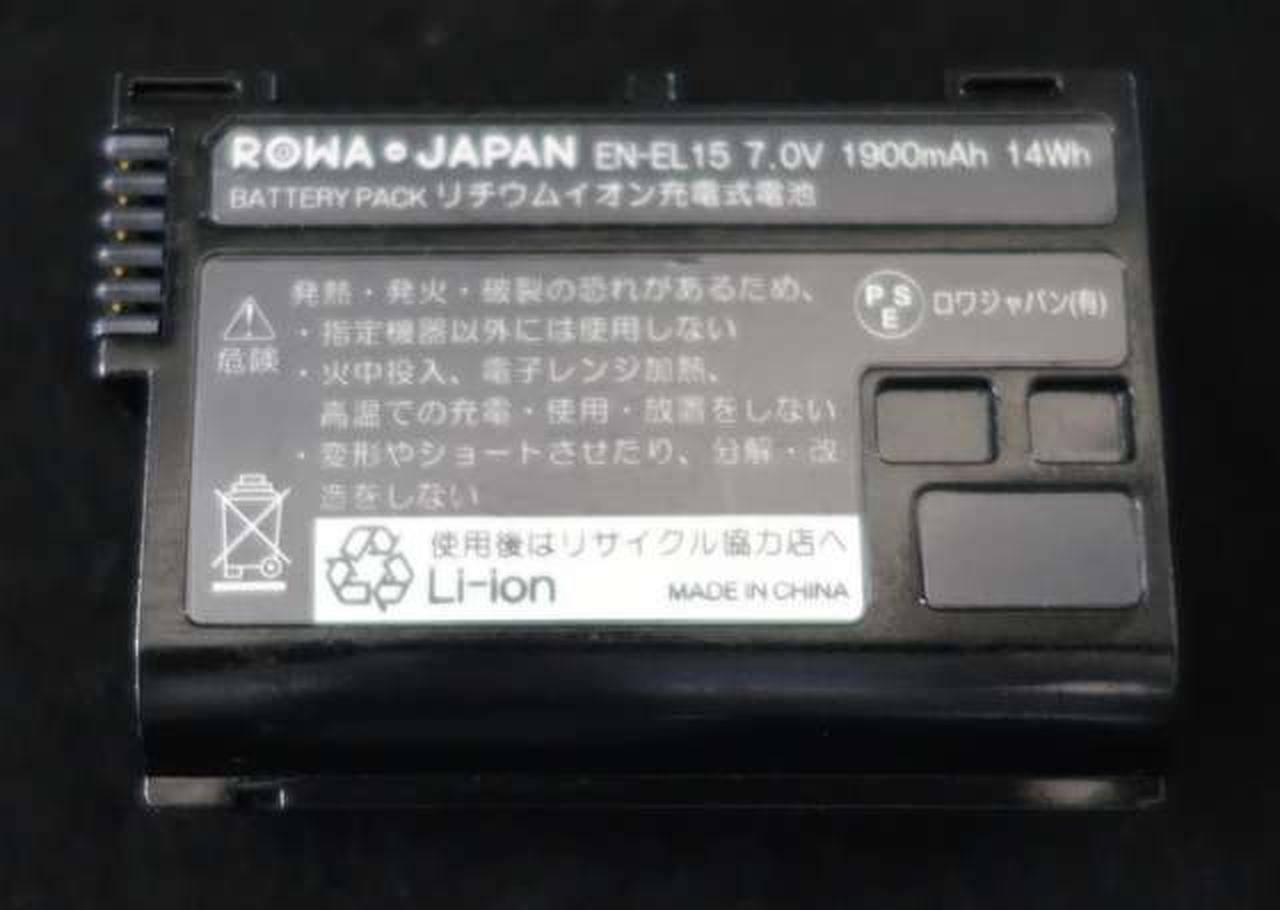 ROWA JAPAN EN-EL15 7.0V 1900mAh 14Wh
BATTERY PACK リチウムイオン充電式電池
危険
発熱・発火・破裂の恐れがあるため、
・指定機器以外には使用しない
・火中投入、電子レンジ加熱、
高温での充電・使用・放置をしない
・変形やショートさせたり、分解・改
造をしない
PSE ロワジャパン(有)
使用後はリサイクル協力店へ
Li-ion MADE IN CHINA